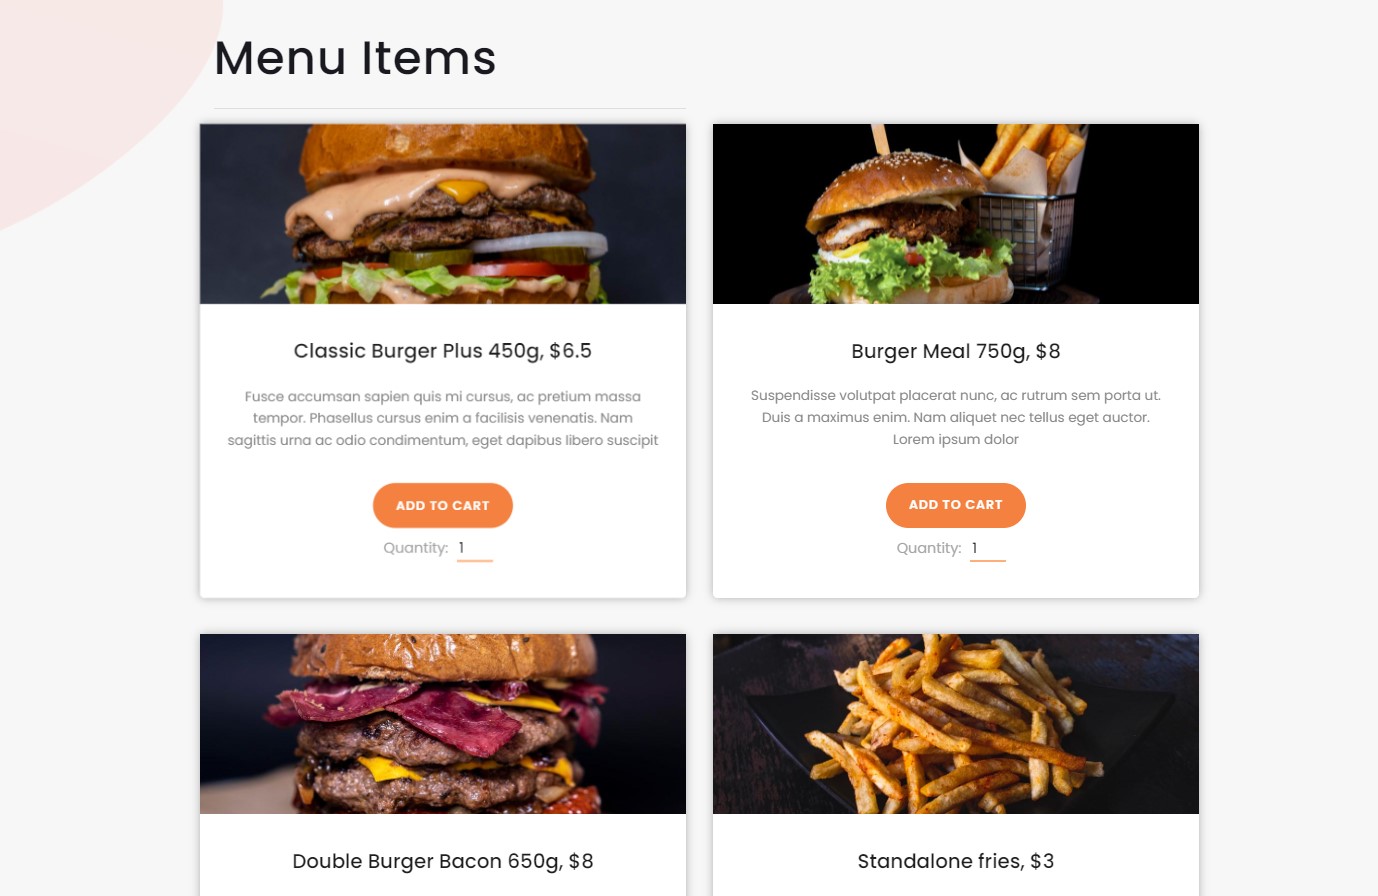 Menu Items
Classic Burger Plus 450g, $6.5
Fusce accumsan sapien quis mi cursus, ac pretium massa
tempor. Phasellus cursus enim a facilisis venenatis. Nam
sagittis urna ac odio condimentum, eget dapibus libero suscipit
ADD TO CART
Quantity: 1
Burger Meal 750g, $8
Suspendisse volutpat placerat nunc, ac rutrum sem porta ut.
Duis a maximus enim. Nam aliquet nec tellus eget auctor.
Lorem ipsum dolor
ADD TO CART
Quantity: 1
Double Burger Bacon 650g, $8
Standalone fries, $3